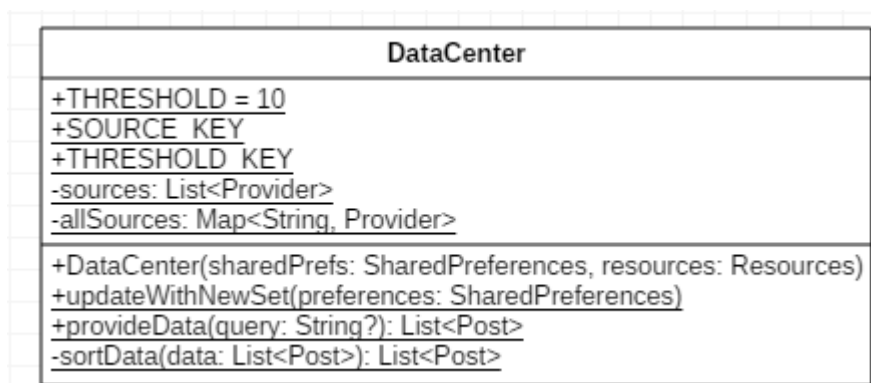 DataCenter
+THRESHOLD = 10
+SOURCE_KEY
+THRESHOLD_KEY
-sources: List<Provider>
-allSources: Map<String, Provider>
+DataCenter(sharedPrefs: SharedPreferences, resources: Resources)
+updateWithNewSet(preferences: SharedPreferences)
+provideData(query: String?): List<Post>
-sortData(data: List<Post>): List<Post>